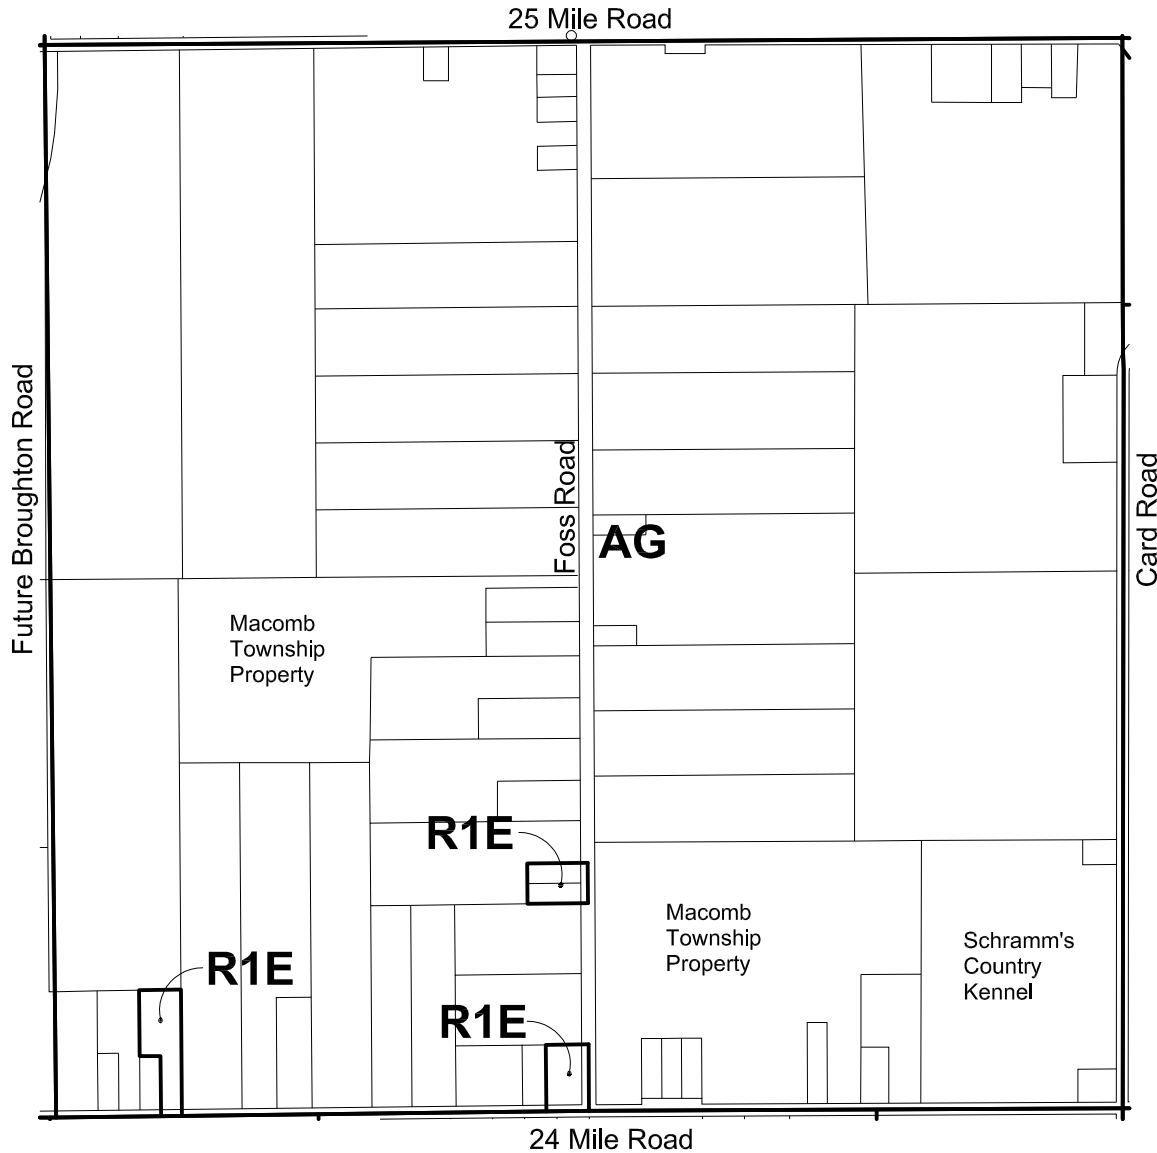 25 Mile Road
Future Broughton Road
Foss Road
AG
Card Road
Macomb
Township
Property
R1E
Macomb
Township
Property
Schramm's
Country
Kennel
R1E
R1E
24 Mile Road